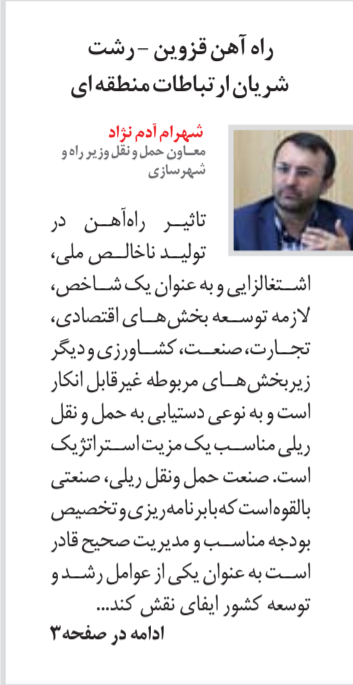 راه آهن قزوین - رشت
شریان ارتباطات منطقه ای
شهرام آدم نژاد
معاون حمل و نقل وزیر راه و
شهرسازی
تاثیر راه‌آهن در
تولید ناخالص ملی،
اشتغالزایی و به عنوان یک شاخص،
لازمه توسعه بخش‌های اقتصادی،
تجارت، صنعت، کشاورزی و دیگر
زیربخش‌های مربوطه غیرقابل انکار
است و به نوعی دستیابی به حمل و نقل
ریلی مناسب یک مزیت استراتژیک
است. صنعت حمل ونقل ریلی، صنعتی
بالقوه است که با برنامه ریزی و تخصیص
بودجه مناسب و مدیریت صحیح قادر
است به عنوان یکی از عوامل رشد و
توسعه کشور ایفای نقش کند...
ادامه در صفحه۳